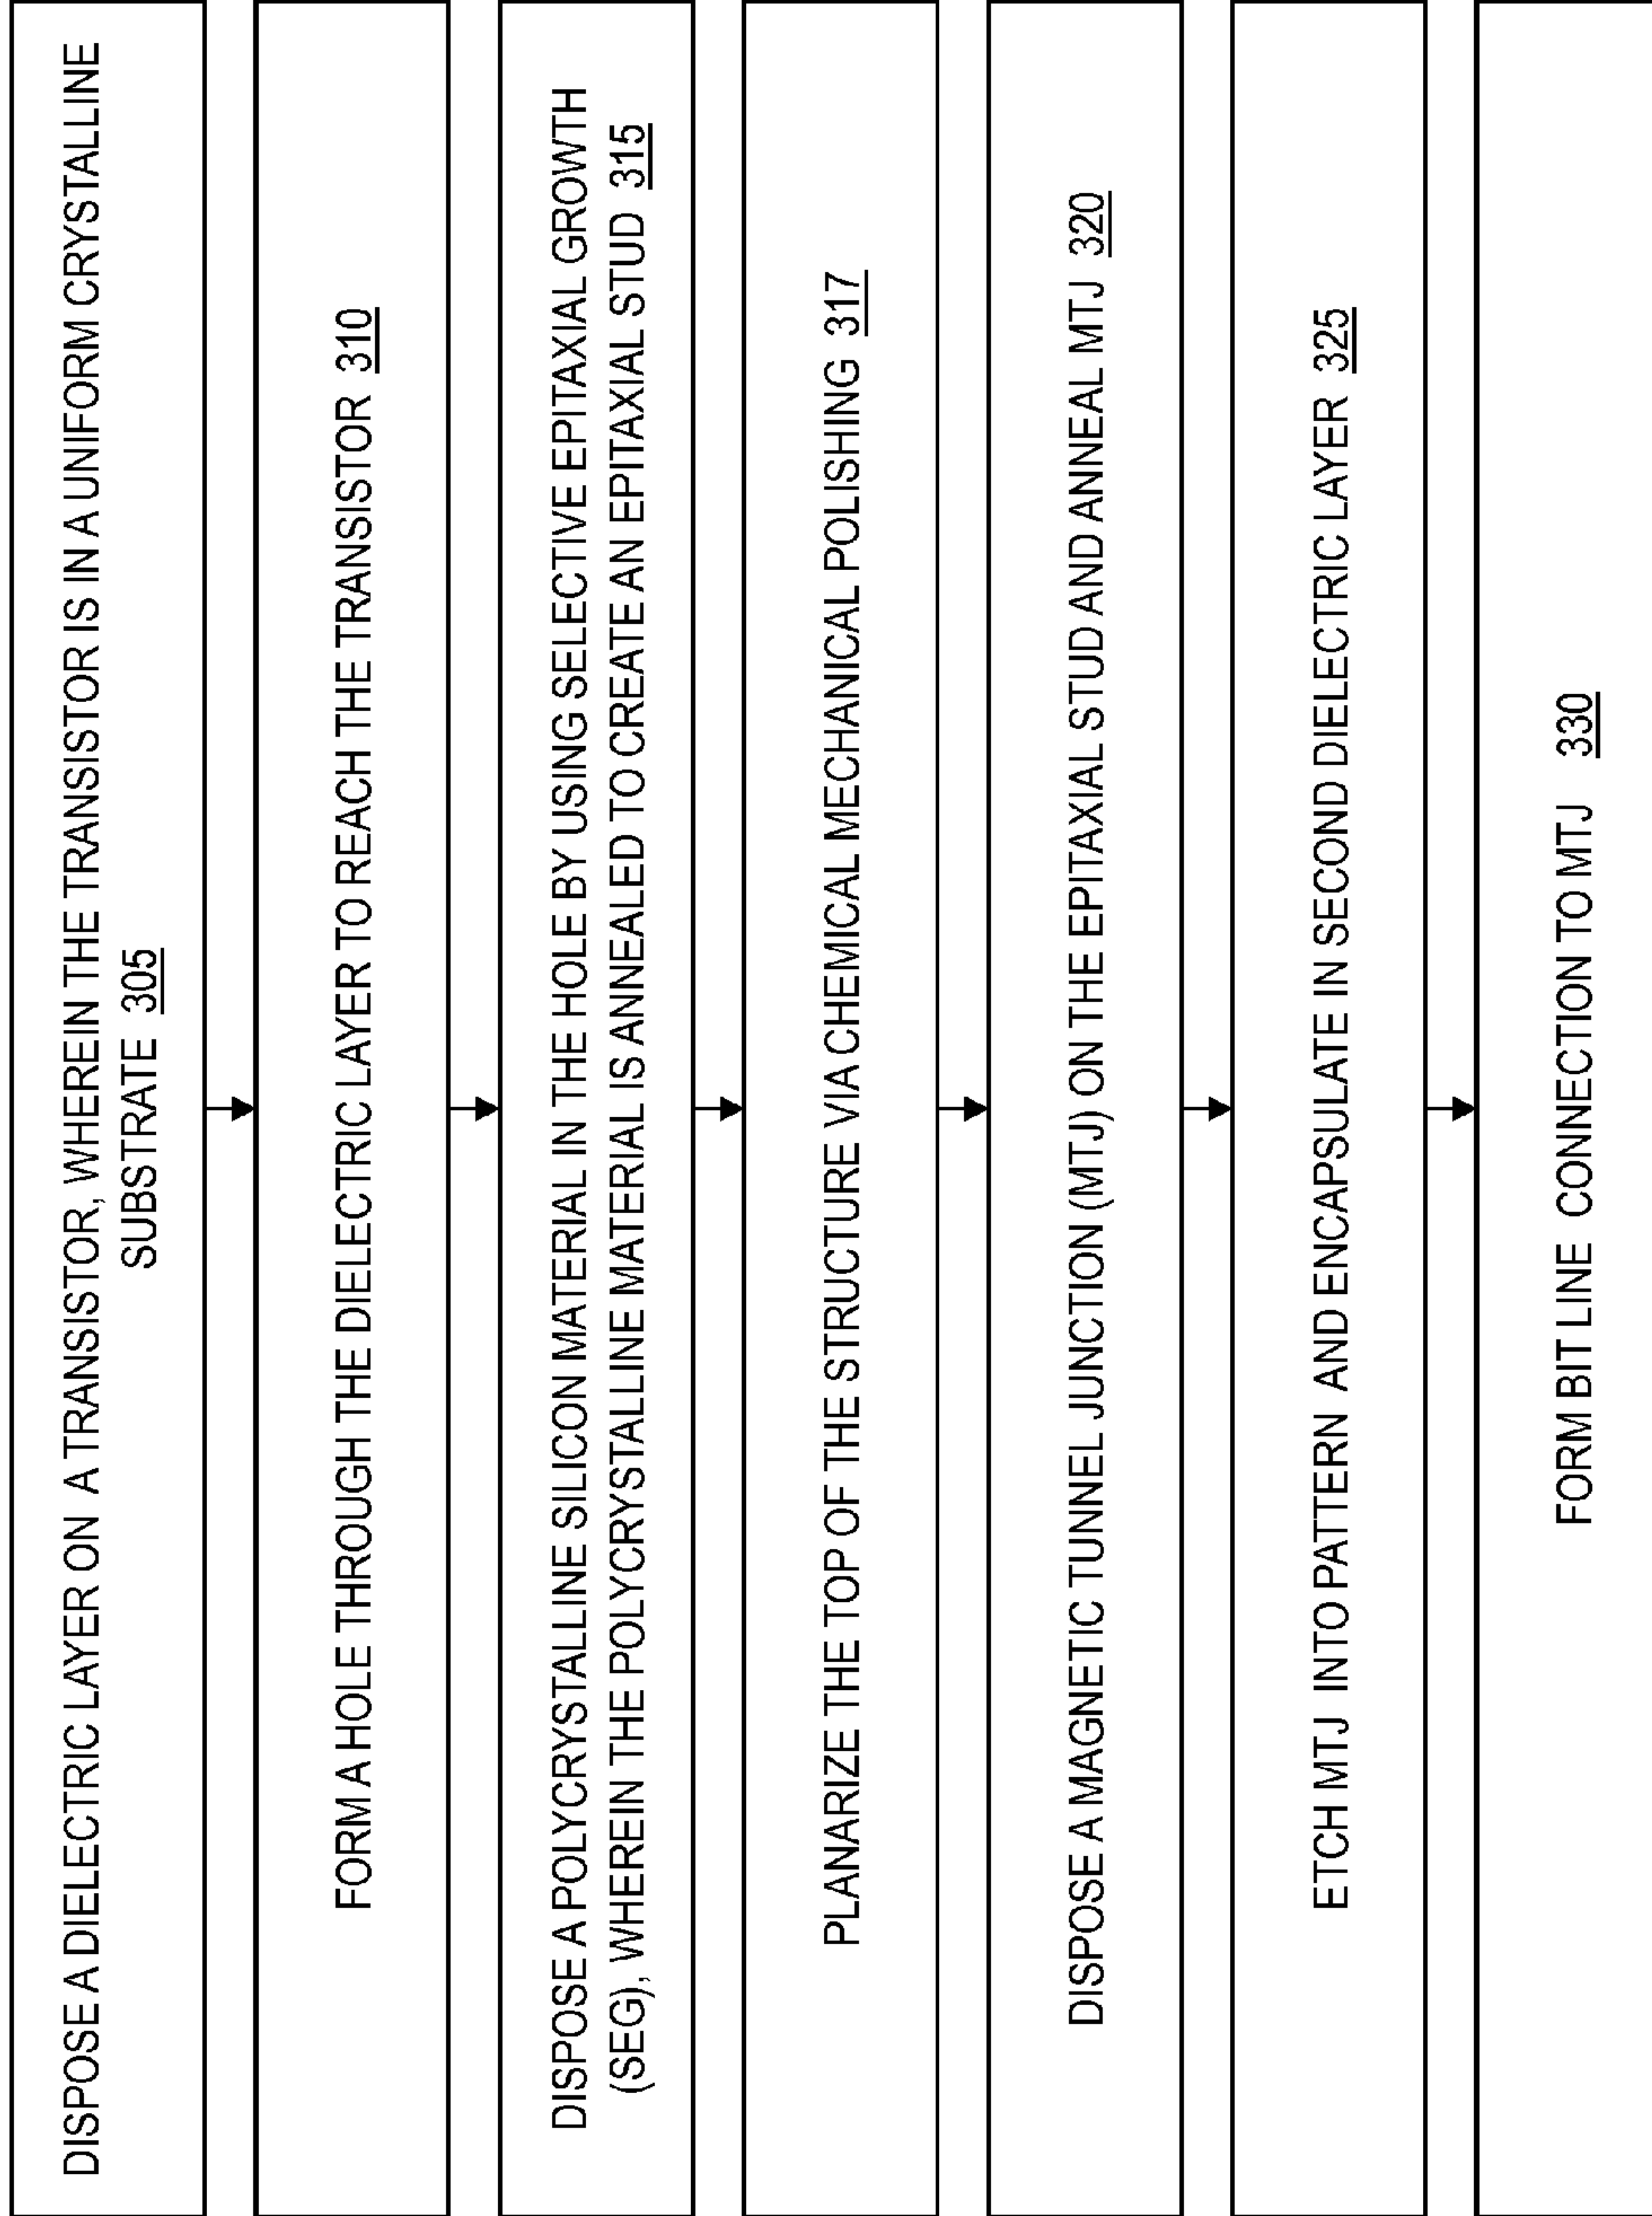 DISPOSE A DIELECTRIC LAYER ON A TRANSISTOR, WHEREIN THE TRANSISTOR IS IN A UNIFORM CRYSTALLINE
SUBSTRATE 305
FORM A HOLE THROUGH THE DIELECTRIC LAYER TO REACH THE TRANSISTOR 310
DISPOSE A POLYCRYSTALLINE SILICON MATERIAL IN THE HOLE BY USING SELECTIVE EPITAXIAL GROWTH
(SEG), WHEREIN THE POLYCRYSTALLINE MATERIAL IS ANNEALED TO CREATE AN EPITAXIAL STUD 315
PLANARIZE THE TOP OF THE STRUCTURE VIA CHEMICAL MECHANICAL POLISHING 317
DISPOSE A MAGNETIC TUNNEL JUNCTION (MTJ) ON THE EPITAXIAL STUD AND ANNEAL MTJ 320
ETCH MTJ INTO PATTERN AND ENCAPSULATE IN SECOND DIELECTRIC LAYER 325
FORM BIT LINE CONNECTION TO MTJ 330